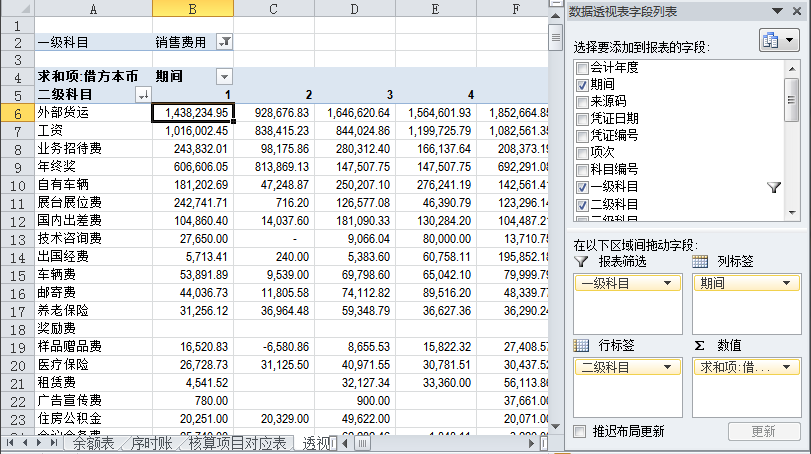 A B C D E F
1
2 一级科目 销售费用
3
4 求和项:借方本币 期间
5 二级科目 1 2 3 4
6 外部货运 1,438,234.95 928,676.83 1,646,620.64 1,564,601.93 1,852,664.85
7 工资 1,016,002.45 838,415.23 844,024.86 1,199,725.79 1,082,561.35
8 业务招待费 243,832.01 98,175.86 280,312.40 166,137.64 208,373.19
9 年终奖 606,606.05 813,869.13 147,507.75 147,507.75 692,291.08
10 自有车辆 181,202.69 47,248.87 250,207.10 276,241.19 142,561.41
11 展台展位费 242,741.71 716.20 126,577.08 46,390.79 123,296.14
12 国内出差费 104,860.40 14,037.60 181,090.33 130,284.20 104,487.21
13 技术咨询费 27,650.00 - 9,066.04 80,000.00 13,710.75
14 出国经费 5,713.41 240.00 5,383.60 60,758.11 195,852.18
15 车辆费 53,891.89 9,539.00 69,798.60 65,042.10 79,999.79
16 邮寄费 44,036.73 11,805.58 74,112.82 89,516.20 48,339.77
17 养老保险 31,256.12 36,964.48 59,348.79 36,627.36 36,290.24
18 奖励费
19 样品赠品费 16,520.83 -6,580.86 8,655.53 15,822.32 27,408.57
20 医疗保险 26,728.73 31,125.50 40,971.55 30,781.51 30,437.52
21 租赁费 4,541.52 32,127.34 33,360.00 56,113.86
22 广告宣传费 780.00 900.00 37,661.00
23 住房公积金 20,251.00 20,329.00 49,622.00 20,071.00
余额表 序时账 核算项目对应表 透视
数据透视表字段列表
选择要添加到报表的字段:
会计年度
期间
来源码
凭证日期
凭证编号
项次
科目编号
一级科目
二级科目
三级科目
在以下区域间拖动字段:
报表筛选 列标签
一级科目 期间
行标签 Σ 数值
二级科目 求和项:借...
推迟布局更新 更新